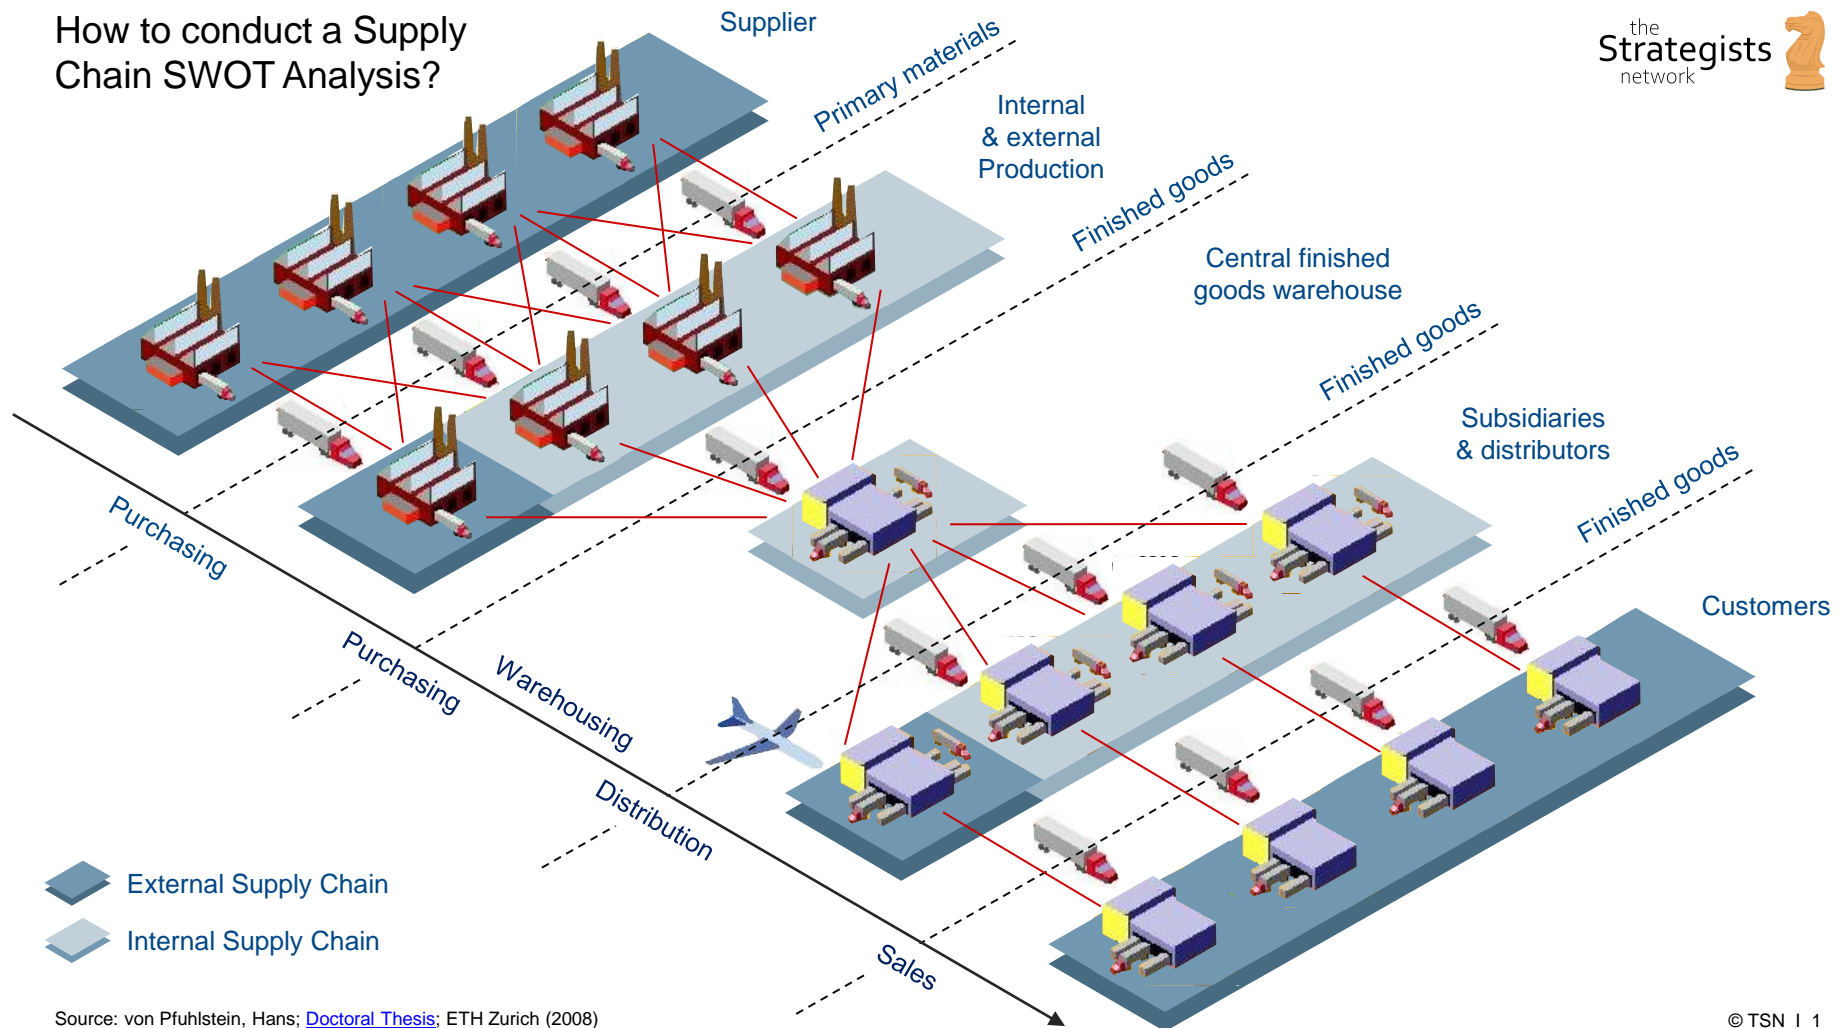 How to conduct a Supply
Chain SWOT Analysis?
Supplier
the
Strategists
network
Primary materials
Internal
& external
Production
Finished goods
Central finished
goods warehouse
Finished goods
Subsidiaries
& distributors
Finished goods
Customers
Purchasing
Purchasing
Warehousing
Distribution
Sales
External Supply Chain
Internal Supply Chain
Source: von Pfuhlstein, Hans; Doctoral Thesis; ETH Zurich (2008)
© TSN I 1